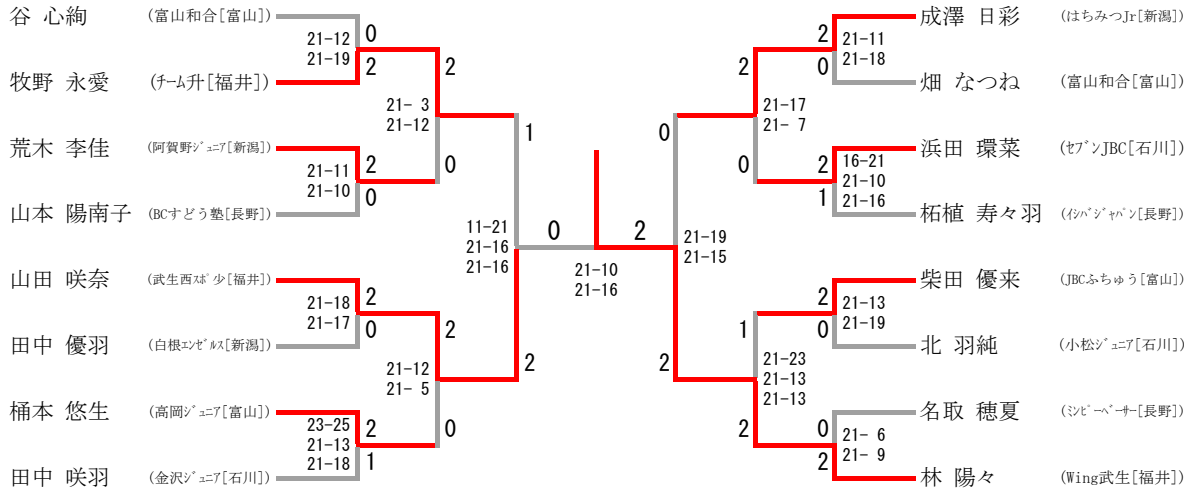 谷 心絢 (富山和合[富山])
21-12 0
21-19 2
牧野 永愛 (ﾁｰﾑ升[福井])
2
21- 3
21-12
0
荒木 李佳 (阿賀野ｼﾞｭﾆｱ[新潟])
21-11 2
21-10 0
山本 陽南子 (BCすどう塾[長野])
1
11-21
21-16
21-16
2
山田 咲奈 (武生西ｽﾎﾟ少[福井])
21-18 2
21-17 0
田中 優羽 (白根ｴﾝｾﾞﾙｽ[新潟])
2
21-12
21- 5
0
桶本 悠生 (高岡ｼﾞｭﾆｱ[富山])
23-25
21-13 2
21-18 1
田中 咲羽 (金沢ｼﾞｭﾆｱ[石川])
0 2
21-10
21-16
成澤 日彩 (はちみつJr[新潟])
2 21-11
0 21-18
畑 なつね (富山和合[富山])
2
21-17
21- 7
0
浜田 環菜 (ｾﾌﾞﾝJBC[石川])
2 16-21
21-10
1 21-16
柘植 寿々羽 (ｲｼﾊﾞｼﾞｬﾊﾟﾝ[長野])
0
21-19
21-15
2
柴田 優来 (JBCふちゅう[富山])
2 21-13
0 21-19
北 羽純 (小松ｼﾞｭﾆｱ[石川])
1
21-23
21-13
21-13
2
名取 穂夏 (ﾐﾝﾋﾟｰﾍﾞｰｻｰ[長野])
0 21- 6
2 21- 9
林 陽々 (Wing武生[福井])